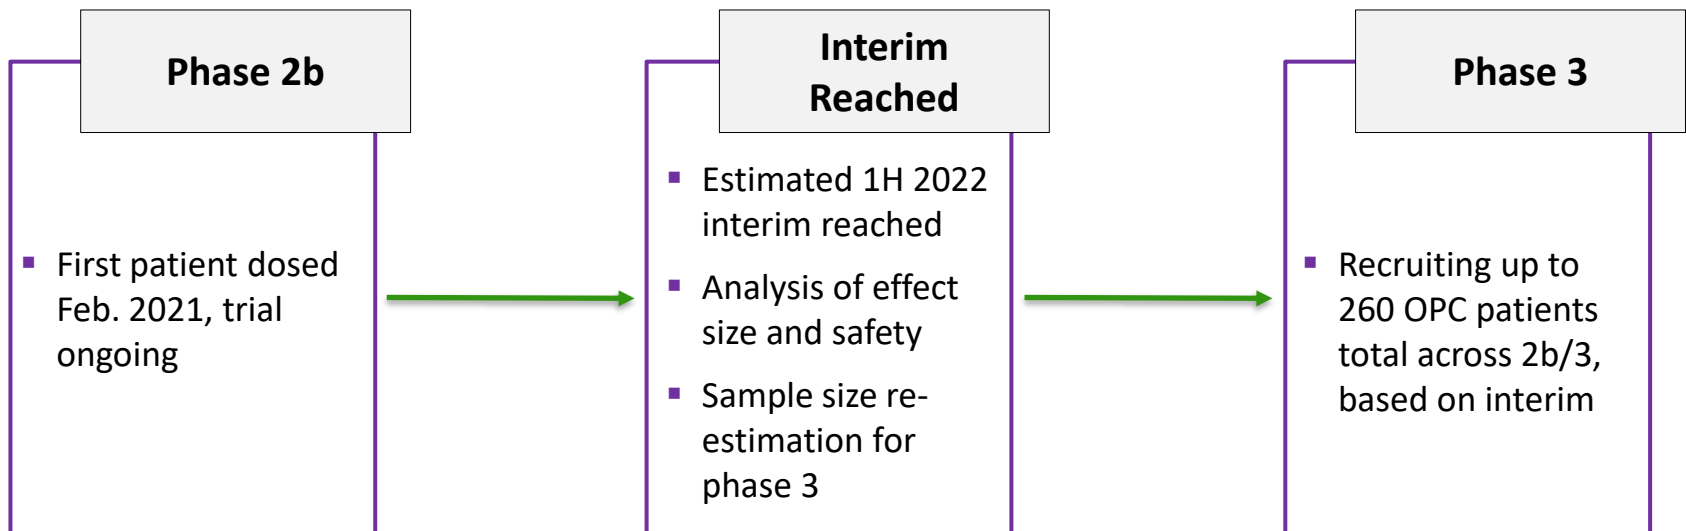 Phase 2b
▪ First patient dosed
Feb. 2021, trial
ongoing
Interim
Reached
▪ Estimated 1H 2022
interim reached
▪ Analysis of effect
size and safety
▪ Sample size re-
estimation for
phase 3
Phase 3
▪ Recruiting up to
260 OPC patients
total across 2b/3,
based on interim